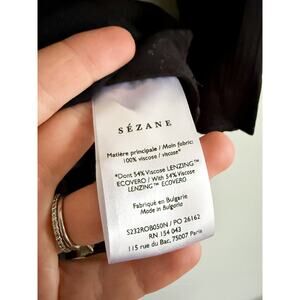 SÉZANE
Matière principale / Main fabric:
100% viscose / viscose*
*Dont 54% Viscose LENZING™
ECOVERO / With 54% Viscose
LENZING™ ECOVERO
Fabriqué en Bulgarie
Made in Bulgaria
S232ROB050N / PO 26162
RN 154 043
115 rue du Bac, 75007 Paris